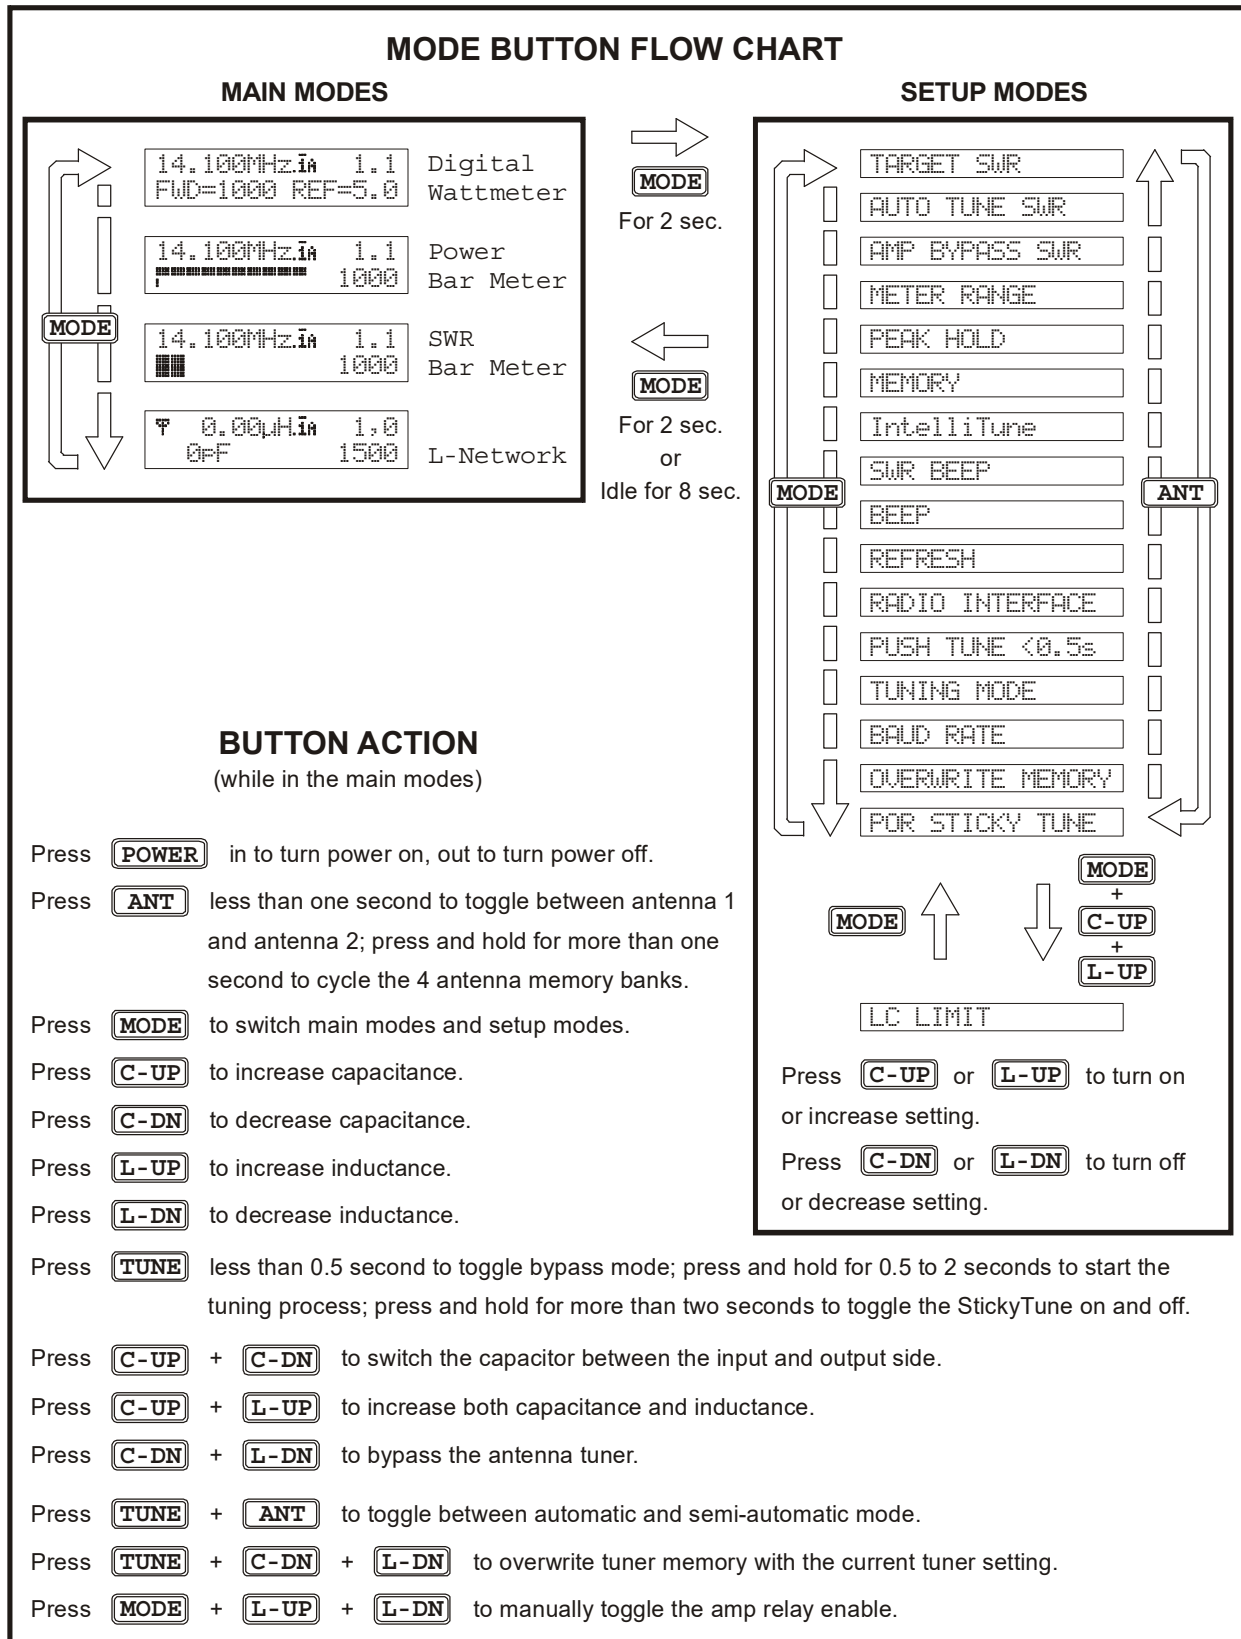 MODE BUTTON FLOW CHART
MAIN MODES
14.100MHz.iA 1.1
FWD=1000 REF=5.0
Digital
Wattmeter
14.100MHz.iA 1.1
1000
Power
Bar Meter
MODE
14.100MHz.iA 1.1
1000
SWR
Bar Meter
0.00µH.iA 1,0
0pF 1500
L-Network
MODE
For 2 sec.
MODE
For 2 sec.
or
Idle for 8 sec.
SETUP MODES
TARGET SWR
AUTO TUNE SWR
AMP BYPASS SWR
METER RANGE
PEAK HOLD
MEMORY
IntelliTune
SWR BEEP
MODE
ANT
BEEP
REFRESH
RADIO INTERFACE
PUSH TUNE <0.5s
TUNING MODE
BAUD RATE
OVERWRITE MEMORY
POR STICKY TUNE
MODE
MODE
+
C-UP
+
L-UP
LC LIMIT
Press C-UP or L-UP to turn on
or increase setting.
Press C-DN or L-DN to turn off
or decrease setting.
BUTTON ACTION
(while in the main modes)
Press POWER in to turn power on, out to turn power off.
Press ANT less than one second to toggle between antenna 1
and antenna 2; press and hold for more than one
second to cycle the 4 antenna memory banks.
Press MODE to switch main modes and setup modes.
Press C-UP to increase capacitance.
Press C-DN to decrease capacitance.
Press L-UP to increase inductance.
Press L-DN to decrease inductance.
Press TUNE less than 0.5 second to toggle bypass mode; press and hold for 0.5 to 2 seconds to start the
tuning process; press and hold for more than two seconds to toggle the StickyTune on and off.
Press C-UP + C-DN to switch the capacitor between the input and output side.
Press C-UP + L-UP to increase both capacitance and inductance.
Press C-DN + L-DN to bypass the antenna tuner.
Press TUNE + ANT to toggle between automatic and semi-automatic mode.
Press TUNE + C-DN + L-DN to overwrite tuner memory with the current tuner setting.
Press MODE + L-UP + L-DN to manually toggle the amp relay enable.